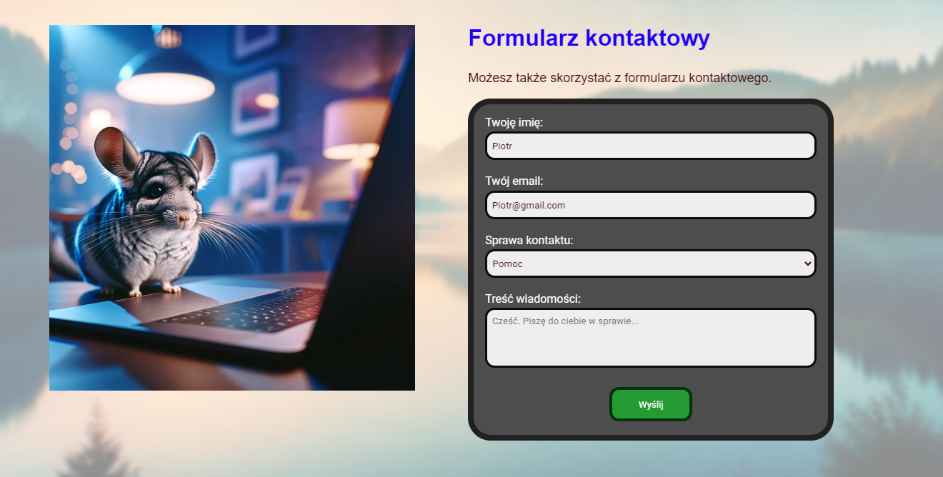 Formularz kontaktowy
Możesz także skorzystać z formularzu kontaktowego.
Twoję imię:
Piotr
Twój email:
Piotr@gmail.com
Sprawa kontaktu:
Pomoc
Treść wiadomości:
Cześć. Piszę do ciebie w sprawie...
Wyślij